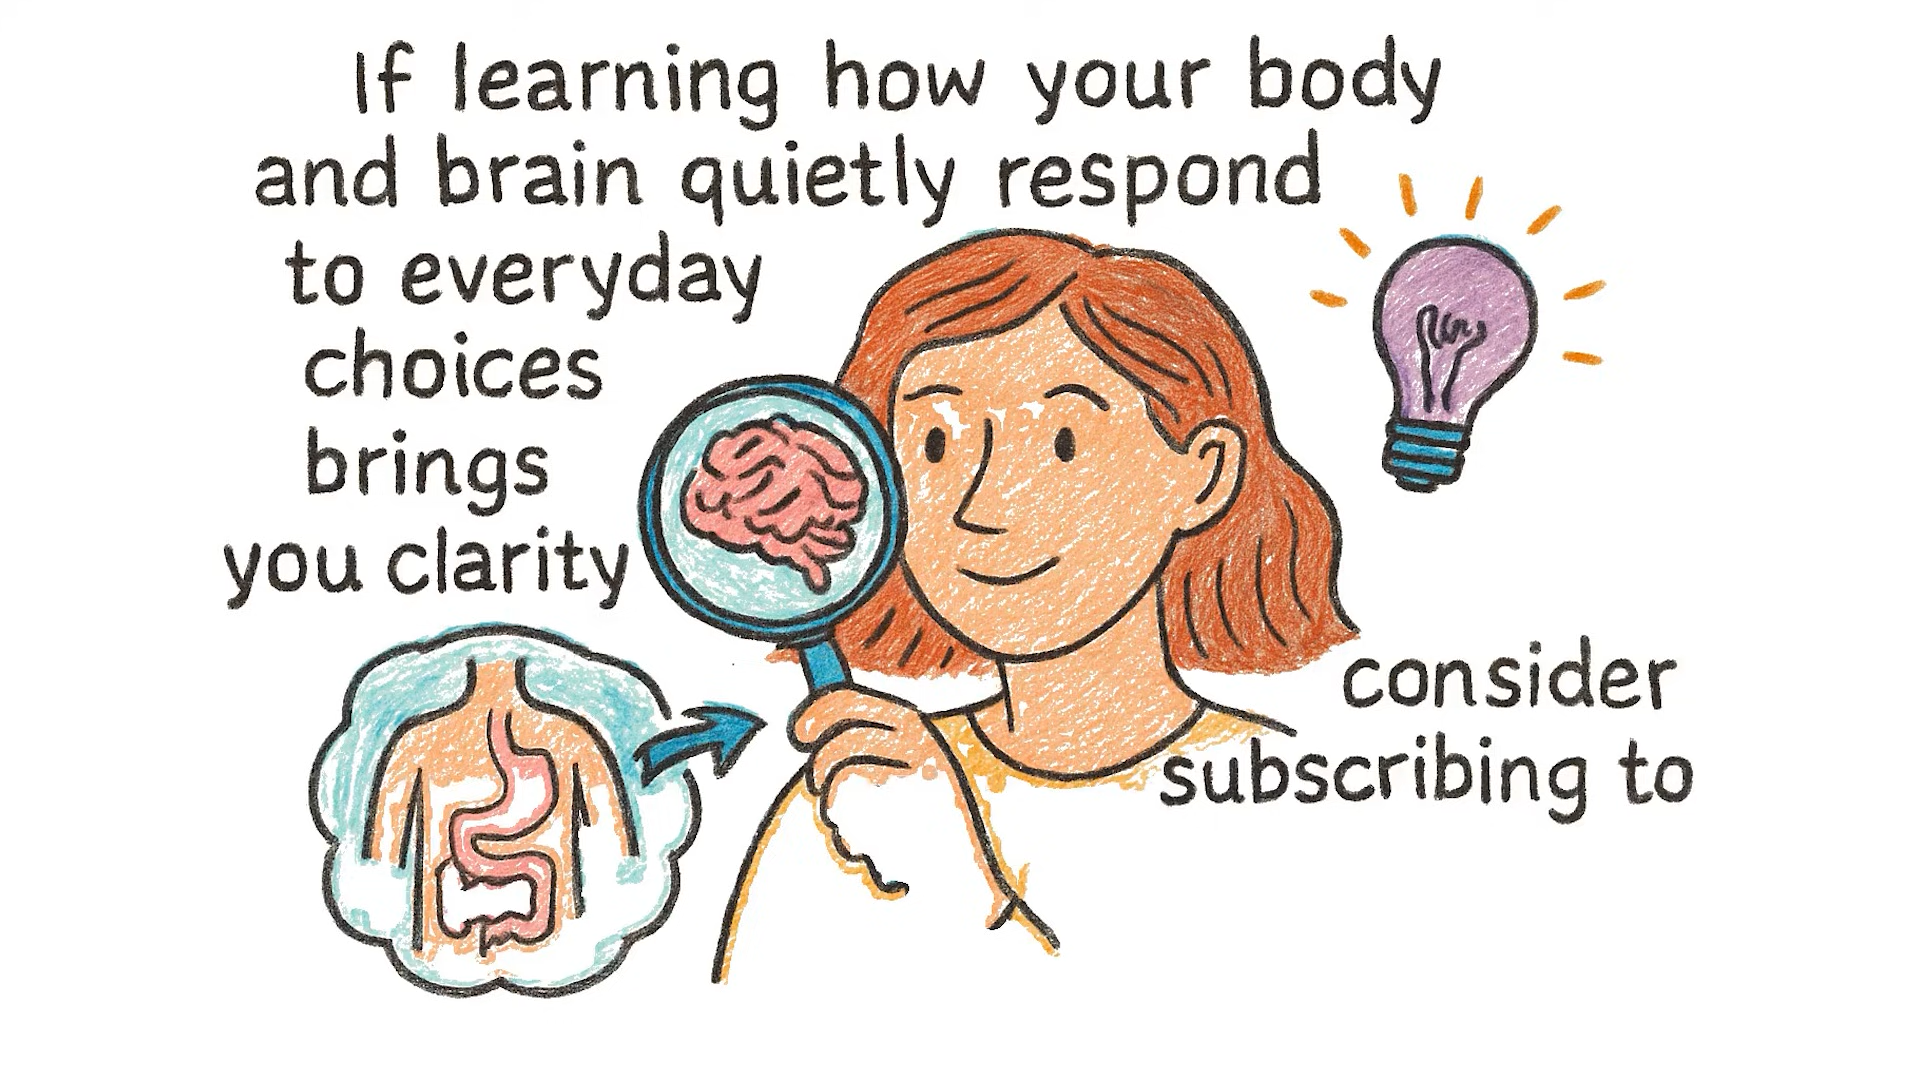 If learning how your body
and brain quietly respond
to everyday
choices
brings
you clarity
consider
subscribing to